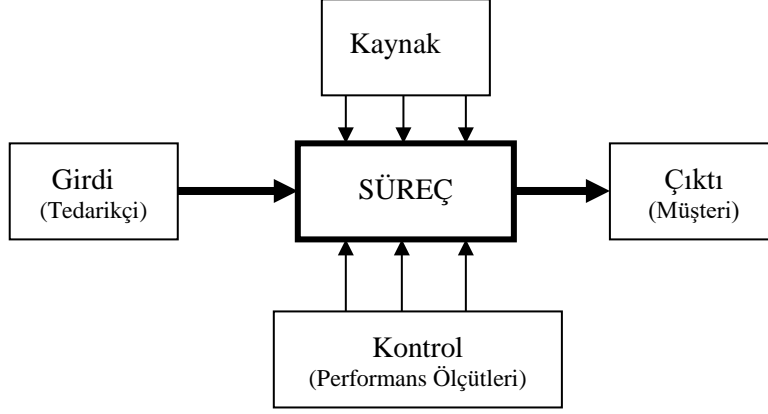 Kaynak
Girdi
(Tedarikçi)
SÜREÇ
Çıktı
(Müşteri)
Kontrol
(Performans Ölçütleri)